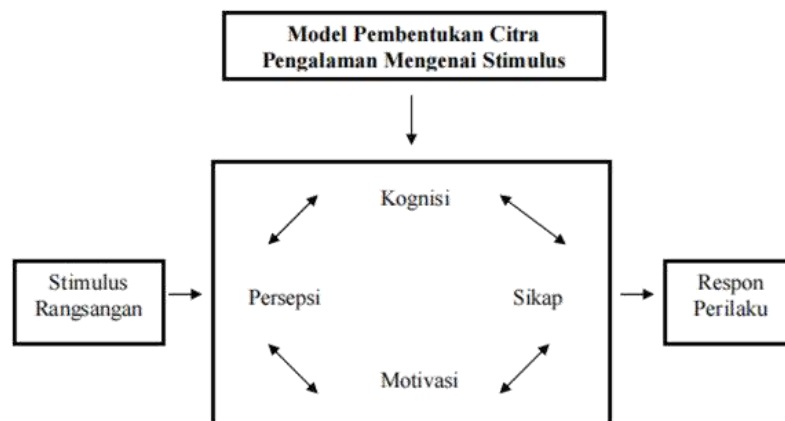 Model Pembentukan Citra
Pengalaman Mengenai Stimulus
Kognisi
Stimulus
Rangsangan
Persepsi
Sikap
Respon
Perilaku
Motivasi